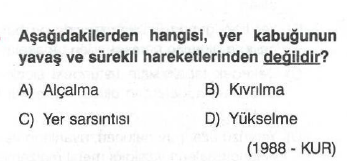 Aşağıdakilerden hangisi, yer kabuğunun
yavaş ve sürekli hareketlerinden değildir?
A) Alçalma B) Kıvrılma
C) Yer sarsıntısı D) Yükselme
(1988 - KUR)